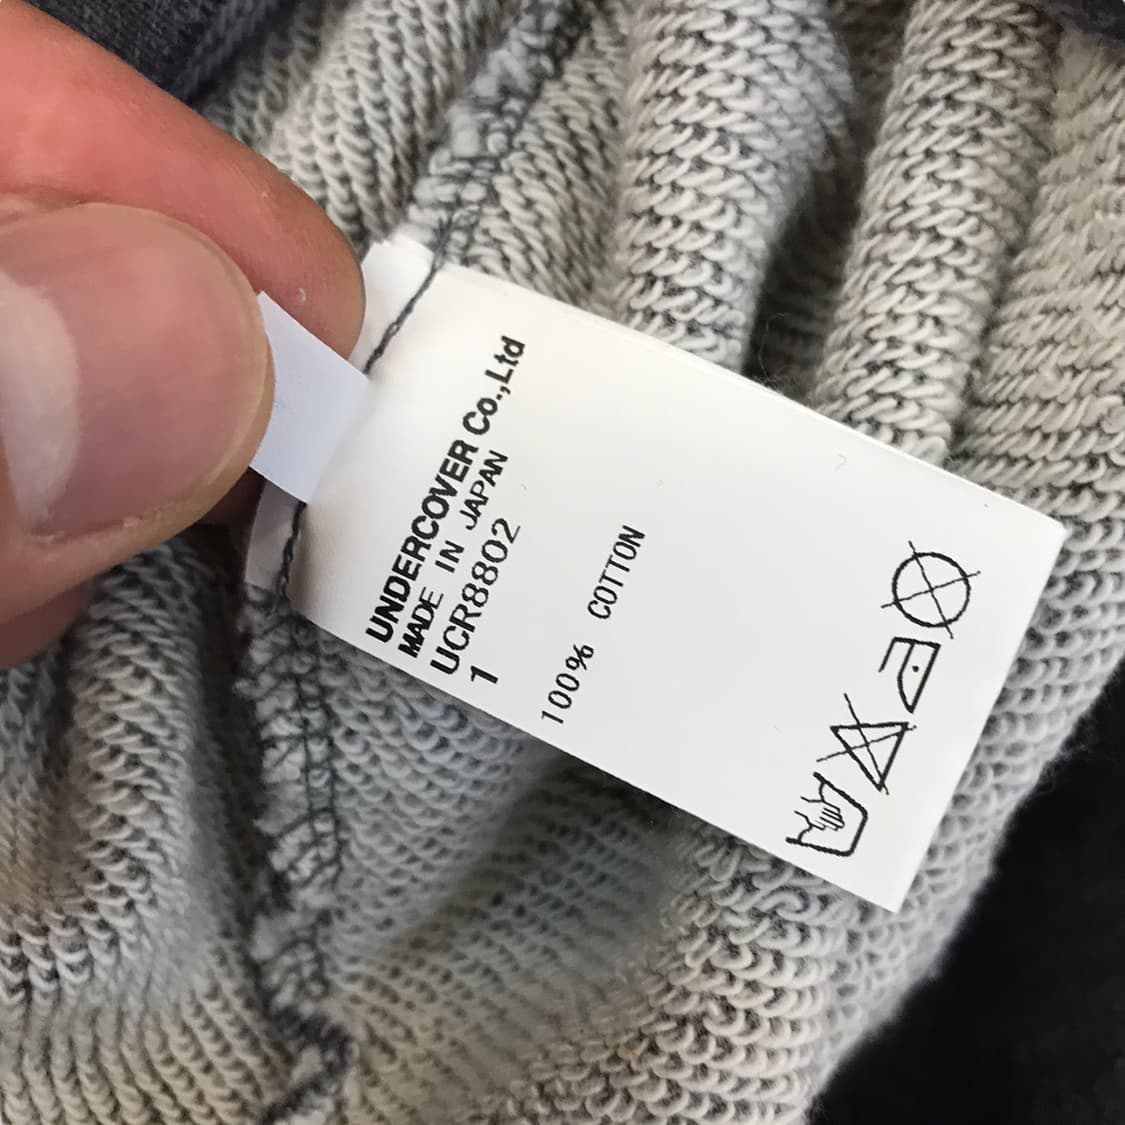 UNDERCOVER Co.,Ltd
MADE IN JAPAN
UCR8802
1
100% COTTON